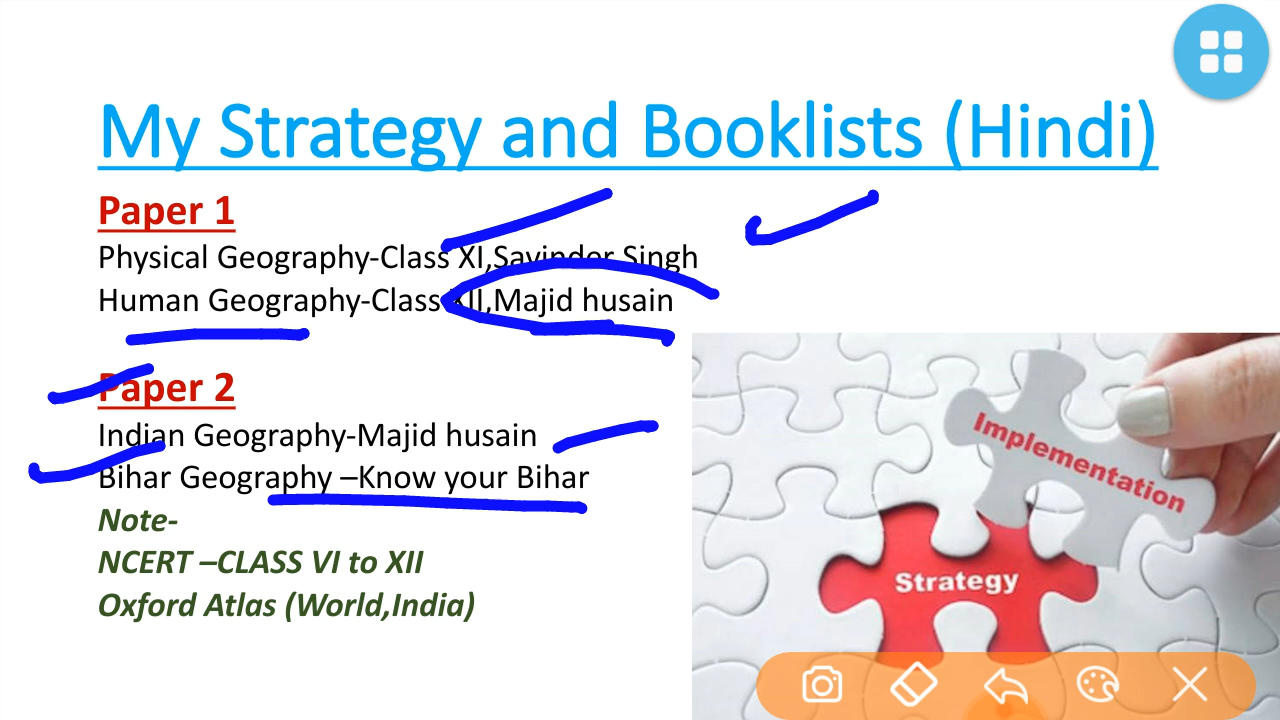 My Strategy and Booklists (Hindi)
Paper 1
Physical Geography-Class XI,Savinder Singh
Human Geography-Class XII,Majid husain
Paper 2
Indian Geography-Majid husain
Bihar Geography –Know your Bihar
Note-
NCERT –CLASS VI to XII
Oxford Atlas (World,India)
Implementation
Strategy